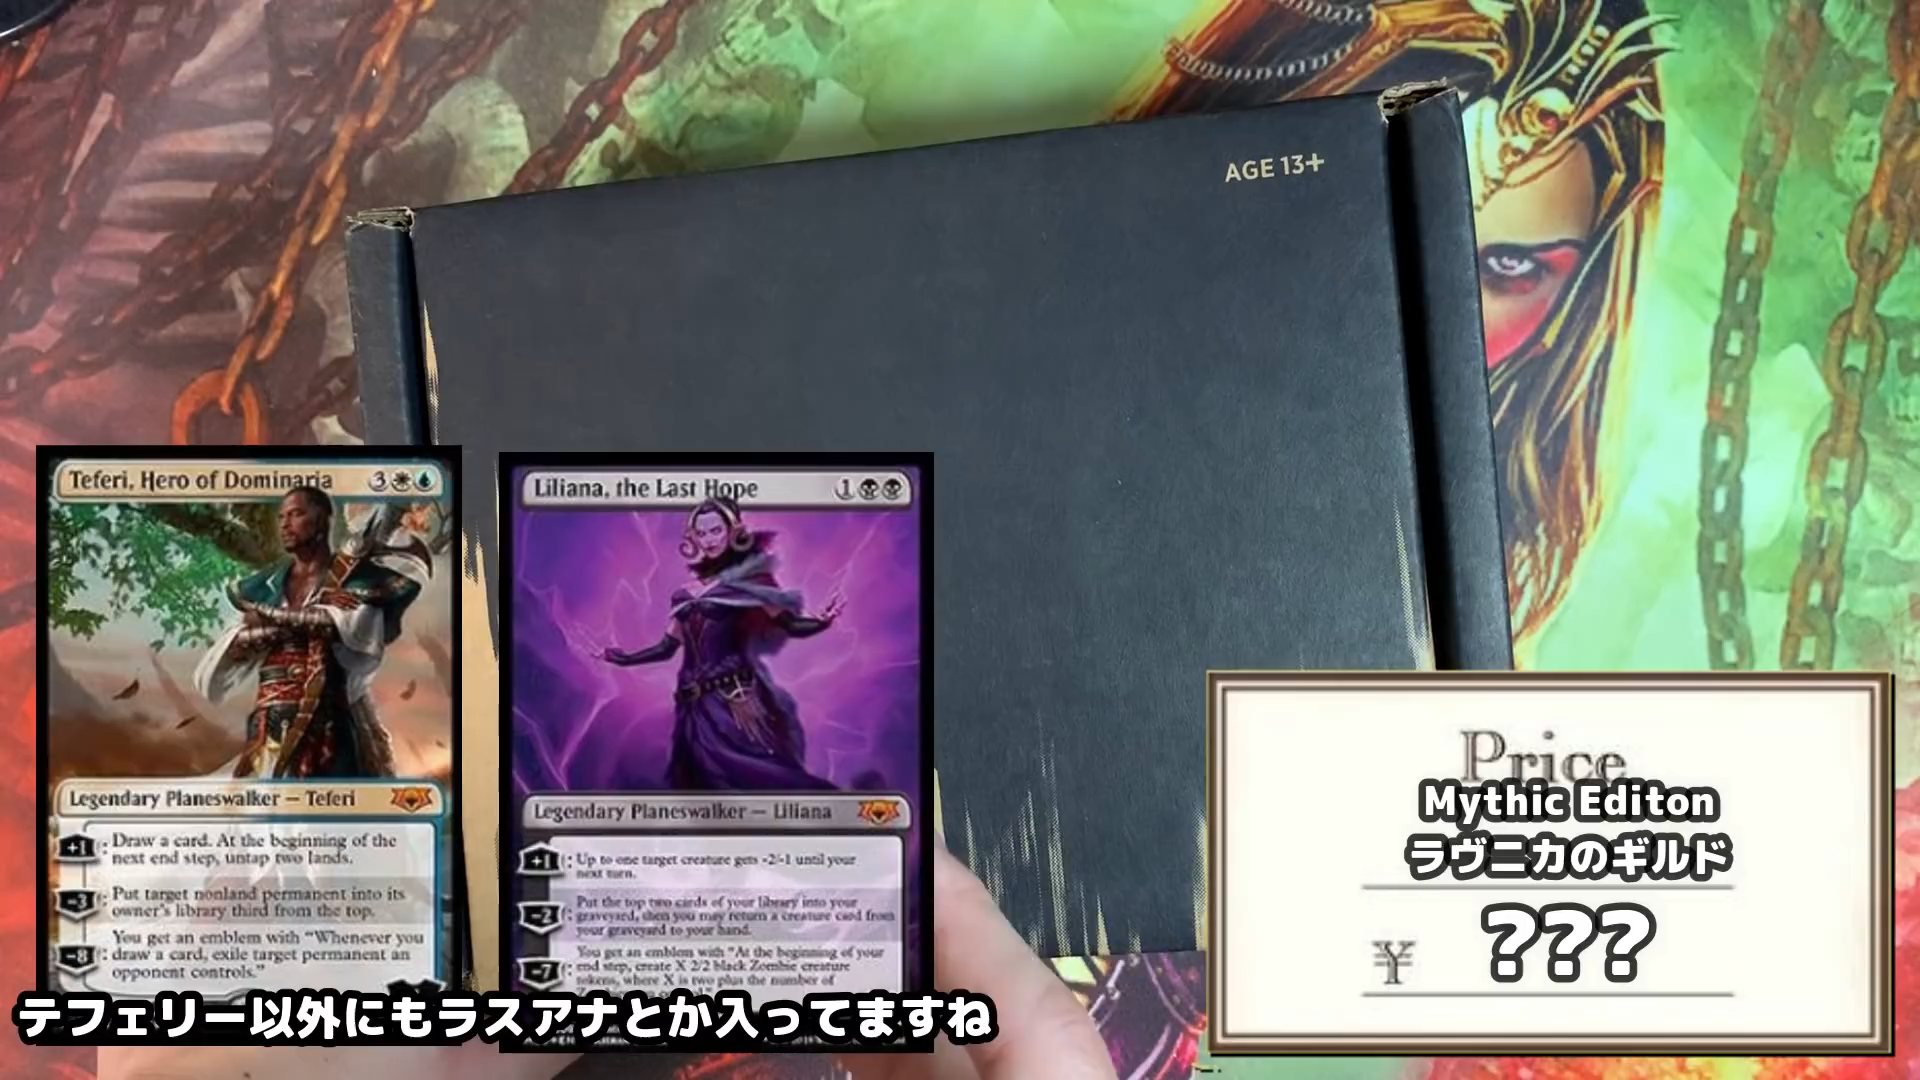 AGE 13+
Teferi, Hero of Dominaria 3
Legendary Planeswalker — Teferi
+1: Draw a card. At the beginning of the
next end step, untap two lands.
-3: Put target nonland permanent into its
owner's library third from the top.
You get an emblem with "Whenever you
-8: draw a card, exile target permanent an
opponent controls."
Liliana, the Last Hope 1
Legendary Planeswalker — Liliana
+1: Up to one target creature gets -2/-1 until your
next turn.
Put the top two cards of your library into your
-2: graveyard, then you may return a creature card from
your graveyard to your hand.
You get an emblem with "At the beginning of your
-7: end step, create X 2/2 black Zombie creature
tokens, where X is two plus the number of
Price
Mythic Editon
ラヴニカのギルド
¥ ???
テフェリー以外にもラスアナとか入ってますね